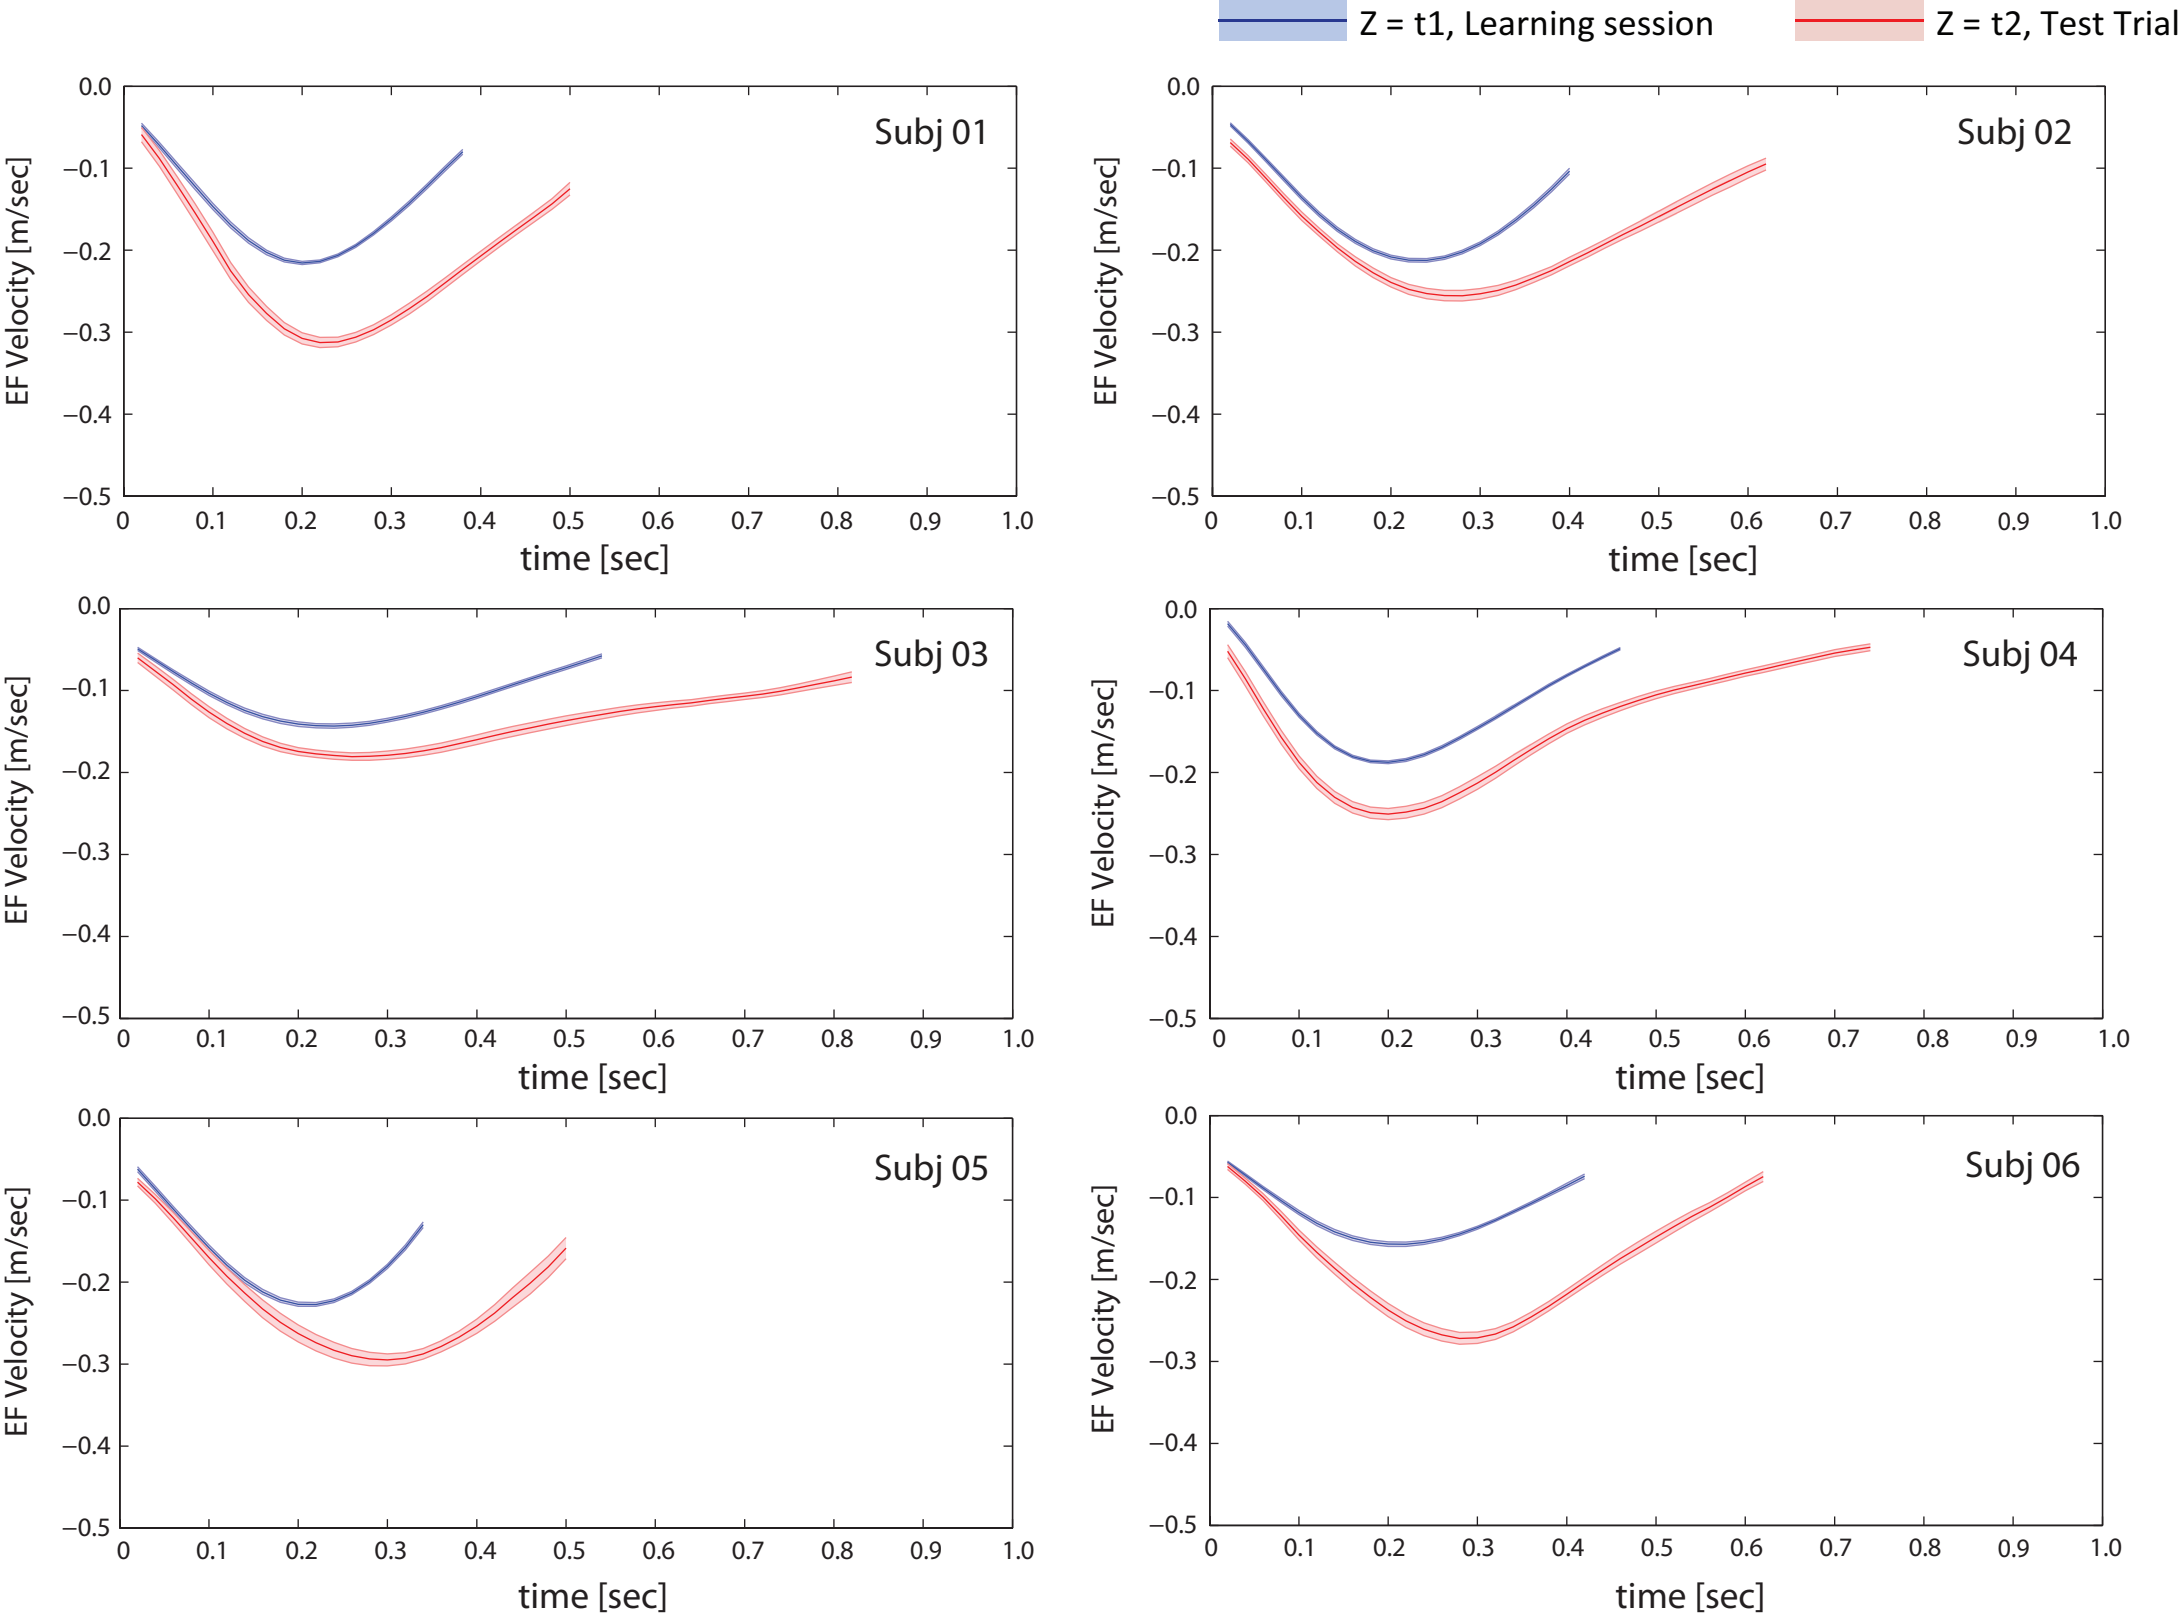 Z = t1, Learning session
Z = t2, Test Trial
0.0
−0.1
−0.2
−0.3
−0.4
−0.5
EF Velocity [m/sec]
Subj 01
0 0.1 0.2 0.3 0.4 0.5 0.6 0.7 0.8 0.9 1.0
time [sec]
0.0
−0.1
−0.2
−0.3
−0.4
−0.5
EF Velocity [m/sec]
Subj 02
0 0.1 0.2 0.3 0.4 0.5 0.6 0.7 0.8 0.9 1.0
time [sec]
0.0
−0.1
−0.2
−0.3
−0.4
−0.5
EF Velocity [m/sec]
Subj 03
0 0.1 0.2 0.3 0.4 0.5 0.6 0.7 0.8 0.9 1.0
time [sec]
0.0
−0.1
−0.2
−0.3
−0.4
−0.5
EF Velocity [m/sec]
Subj 04
0 0.1 0.2 0.3 0.4 0.5 0.6 0.7 0.8 0.9 1.0
time [sec]
0.0
−0.1
−0.2
−0.3
−0.4
−0.5
EF Velocity [m/sec]
Subj 05
0 0.1 0.2 0.3 0.4 0.5 0.6 0.7 0.8 0.9 1.0
time [sec]
0.0
−0.1
−0.2
−0.3
−0.4
−0.5
EF Velocity [m/sec]
Subj 06
0 0.1 0.2 0.3 0.4 0.5 0.6 0.7 0.8 0.9 1.0
time [sec]